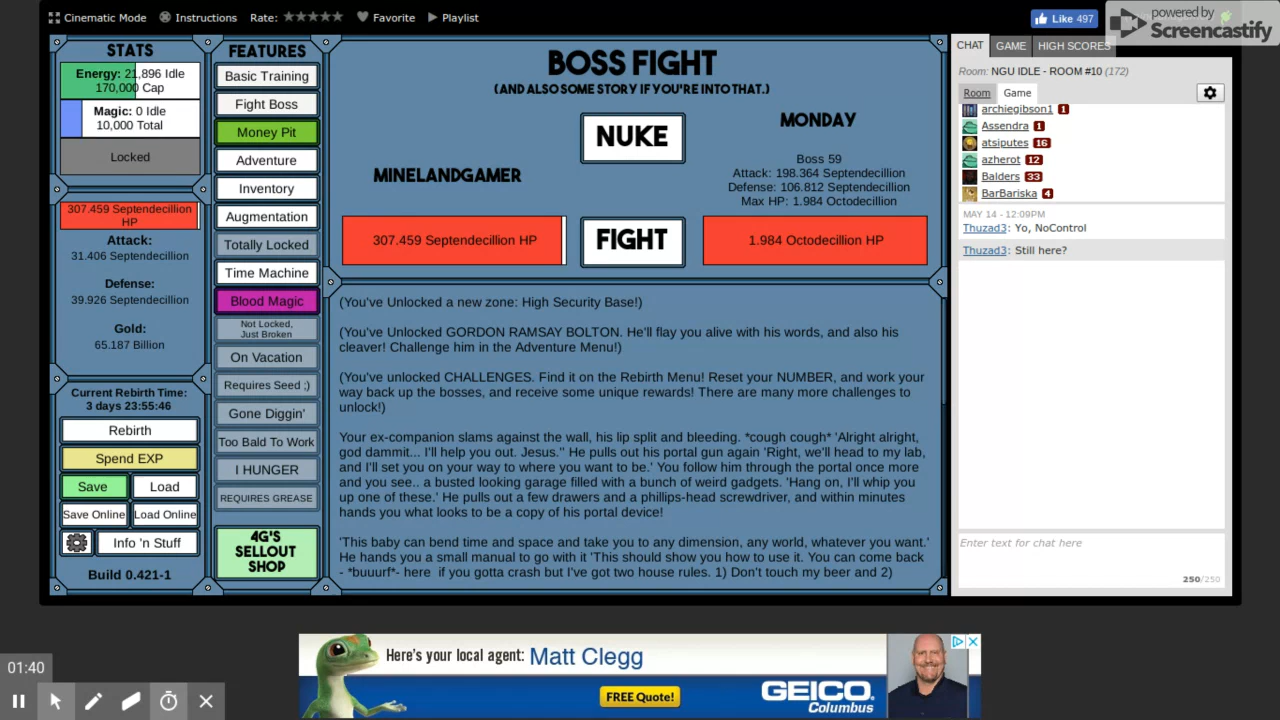 Cinematic Mode
Instructions
Rate:
Favorite
Playlist
Like 497
powered by
Screencastify
STATS
Energy: 21,896 Idle
170,000 Cap
Magic: 0 Idle
10,000 Total
Locked
307.459 Septendecillion
HP
Attack:
31.406 Septendecillion
Defense:
39.926 Septendecillion
Gold:
65.187 Billion
Current Rebirth Time:
3 days 23:55:46
Rebirth
Spend EXP
Save
Load
Save Online
Load Online
Info 'n Stuff
Build 0.421-1
FEATURES
Basic Training
Fight Boss
Money Pit
Adventure
Inventory
Augmentation
Totally Locked
Time Machine
Blood Magic
Not Locked,
Just Broken
On Vacation
Requires Seed ;)
Gone Diggin'
Too Bald To Work
I HUNGER
REQUIRES GREASE
4G'S
SELLOUT
SHOP
BOSS FIGHT
(AND ALSO SOME STORY IF YOU'RE INTO THAT.)
NUKE
MONDAY
MINELANDGAMER
Boss 59
Attack: 198.364 Septendecillion
Defense: 106.812 Septendecillion
Max HP: 1.984 Octodecillion
307.459 Septendecillion HP
FIGHT
1.984 Octodecillion HP
(You've Unlocked a new zone: High Security Base!)
(You've Unlocked GORDON RAMSAY BOLTON. He'll flay you alive with his words, and also his
cleaver! Challenge him in the Adventure Menu!)
(You've unlocked CHALLENGES. Find it on the Rebirth Menu! Reset your NUMBER, and work your
way back up the bosses, and receive some unique rewards! There are many more challenges to
unlock!)
Your ex-companion slams against the wall, his lip split and bleeding. *cough cough* 'Alright alright,
god dammit... I'll help you out. Jesus.'' He pulls out his portal gun again 'Right, we'll head to my lab,
and I'll set you on your way to where you want to be.' You follow him through the portal once more
and you see.. a busted looking garage filled with a bunch of weird gadgets. 'Hang on, I'll whip you
up one of these.' He pulls out a few drawers and a phillips-head screwdriver, and within minutes
hands you what looks to be a copy of his portal device!
'This baby can bend time and space and take you to any dimension, any world, whatever you want.'
He hands you a small manual to go with it 'This should show you how to use it. You can come back
- *buuurf*- here  if you gotta crash but I've got two house rules. 1) Don't touch my beer and 2)
CHAT
GAME
HIGH SCORES
Room: NGU IDLE - ROOM #10 (172)
Room
Game
archiegibson1 1
Assendra 1
atsiputes 16
azherot 12
Balders 33
BarBariska 4
MAY 14 - 12:09PM
Thuzad3: Yo, NoControl
Thuzad3: Still here?
Enter text for chat here
250/250
01:40
Here's your local agent: Matt Clegg
FREE Quote!
GEICO
Columbus